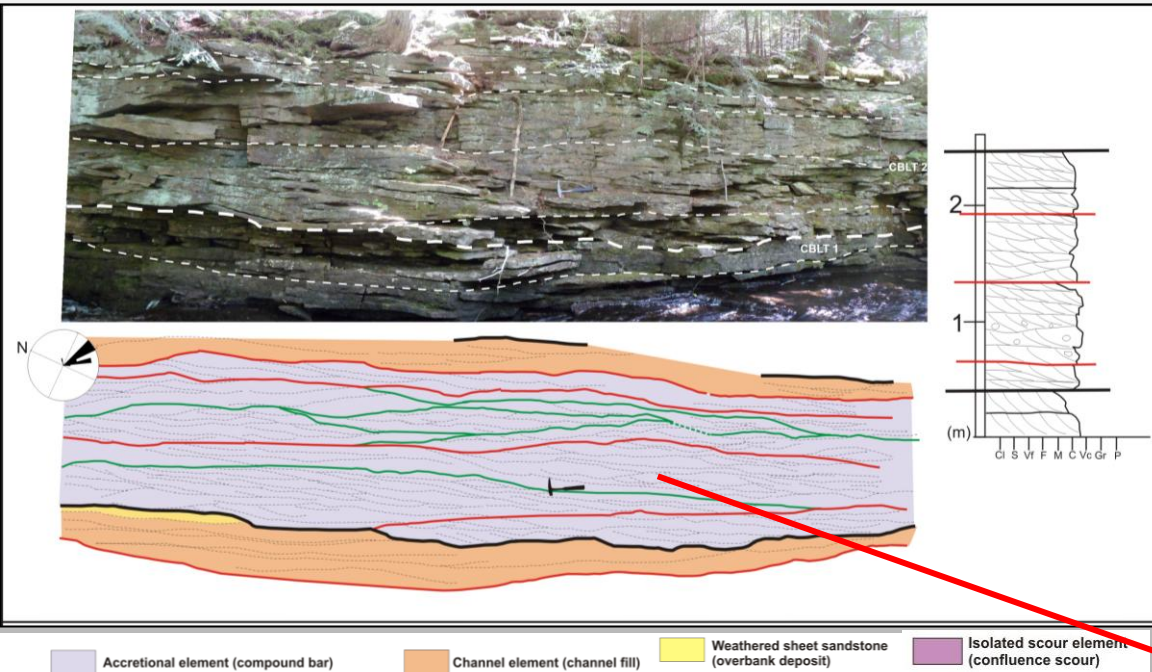 CBLT 2
CBLT 1
N
2
1
(m)
Cl S Vf F M C Vc Gr P
Accretional element (compound bar)
Channel element (channel fill)
Weathered sheet sandstone
(overbank deposit)
Isolated scour element
(confluence scour)